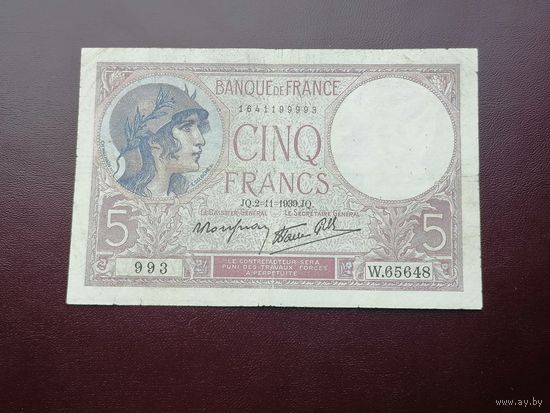 BANQUE DE FRANCE
1641199993
CINQ
FRANCS
JQ.2-11-1939.JQ
LE CAISSIER GÉNÉRAL LE SECRÉTAIRE GÉNÉRAL
5 5
993 W.65648
LE CONTREFACTEUR SERA
PUNI DES TRAVAUX FORCÉS
A PERPÉTUITÉ
www.ay.by